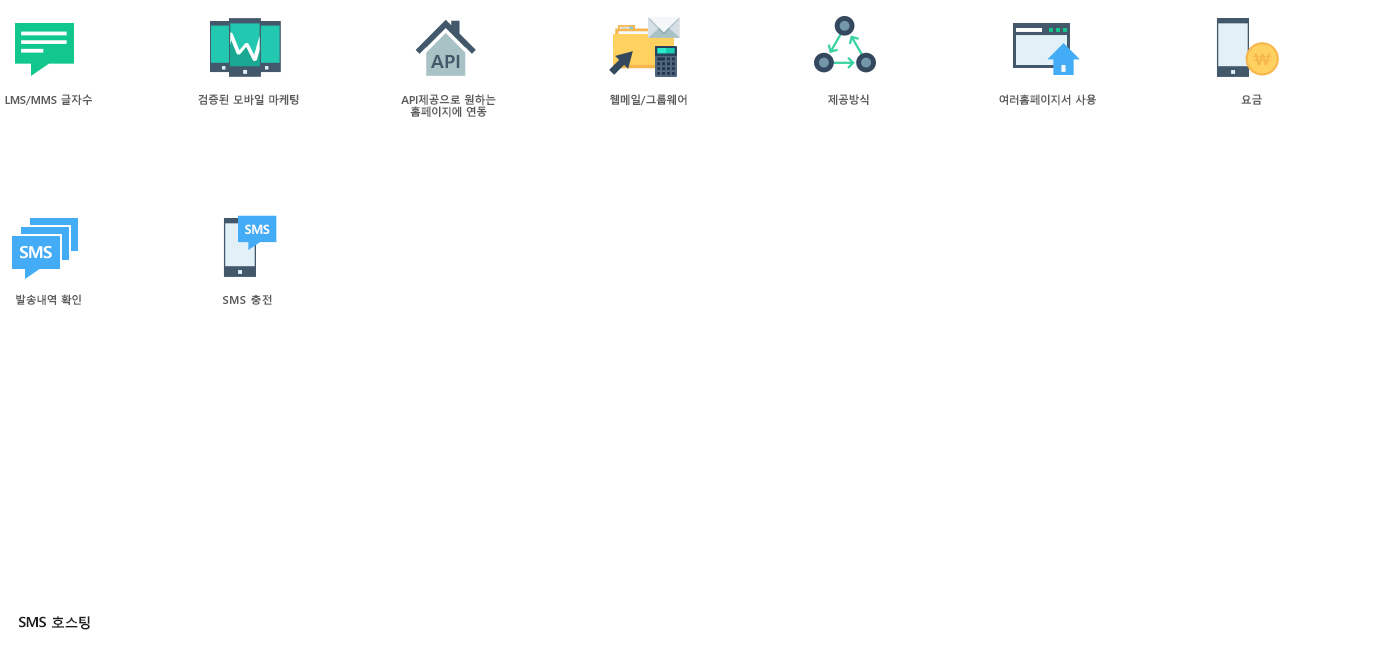 API
₩
LMS/MMS 글자수
검증된 모바일 마케팅
API제공으로 원하는
홈페이지에 연동
웹메일/그룹웨어
제공방식
여러홈페이지서 사용
요금
SMS
SMS
발송내역 확인
SMS 충전
SMS 호스팅